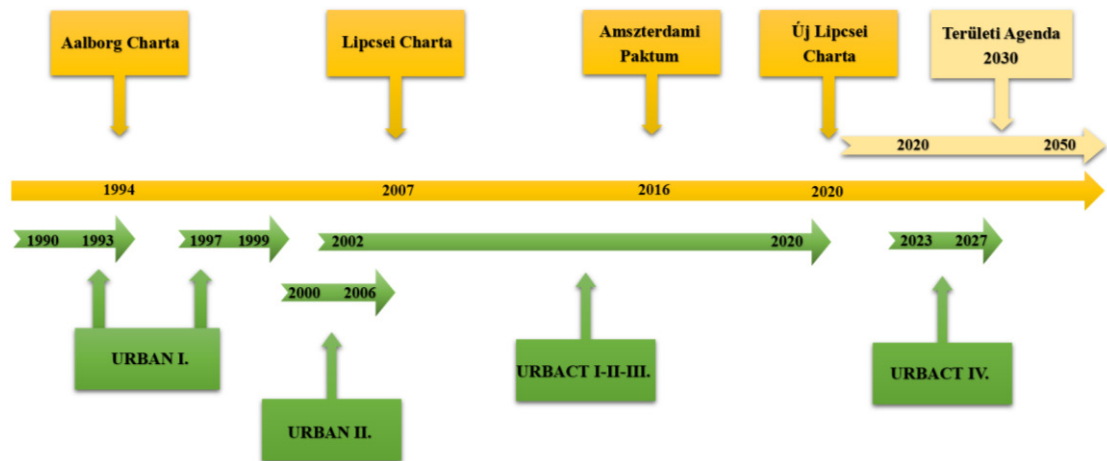 Aalborg Charta
Lipcsei Charta
Amszterdami
Paktum
Új Lipcsei
Charta
Területi Agenda
2030
2020 2050
1994 2007 2016 2020
1990 1993 1997 1999 2002 2020 2023 2027
2000 2006
URBAN I.
URBACT I-II-III.
URBACT IV.
URBAN II.